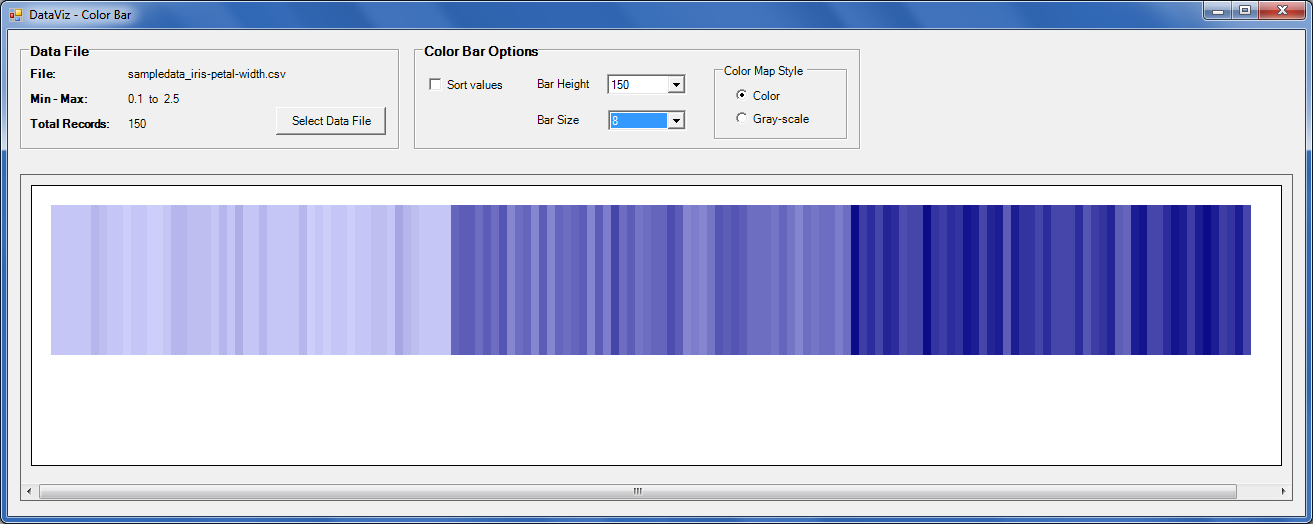 DataViz - Color Bar
Data File
File: sampledata_iris-petal-width.csv
Min - Max: 0.1 to 2.5
Total Records: 150
Select Data File
Color Bar Options
Sort values
Bar Height 150
Bar Size 8
Color Map Style
Color
Gray-scale